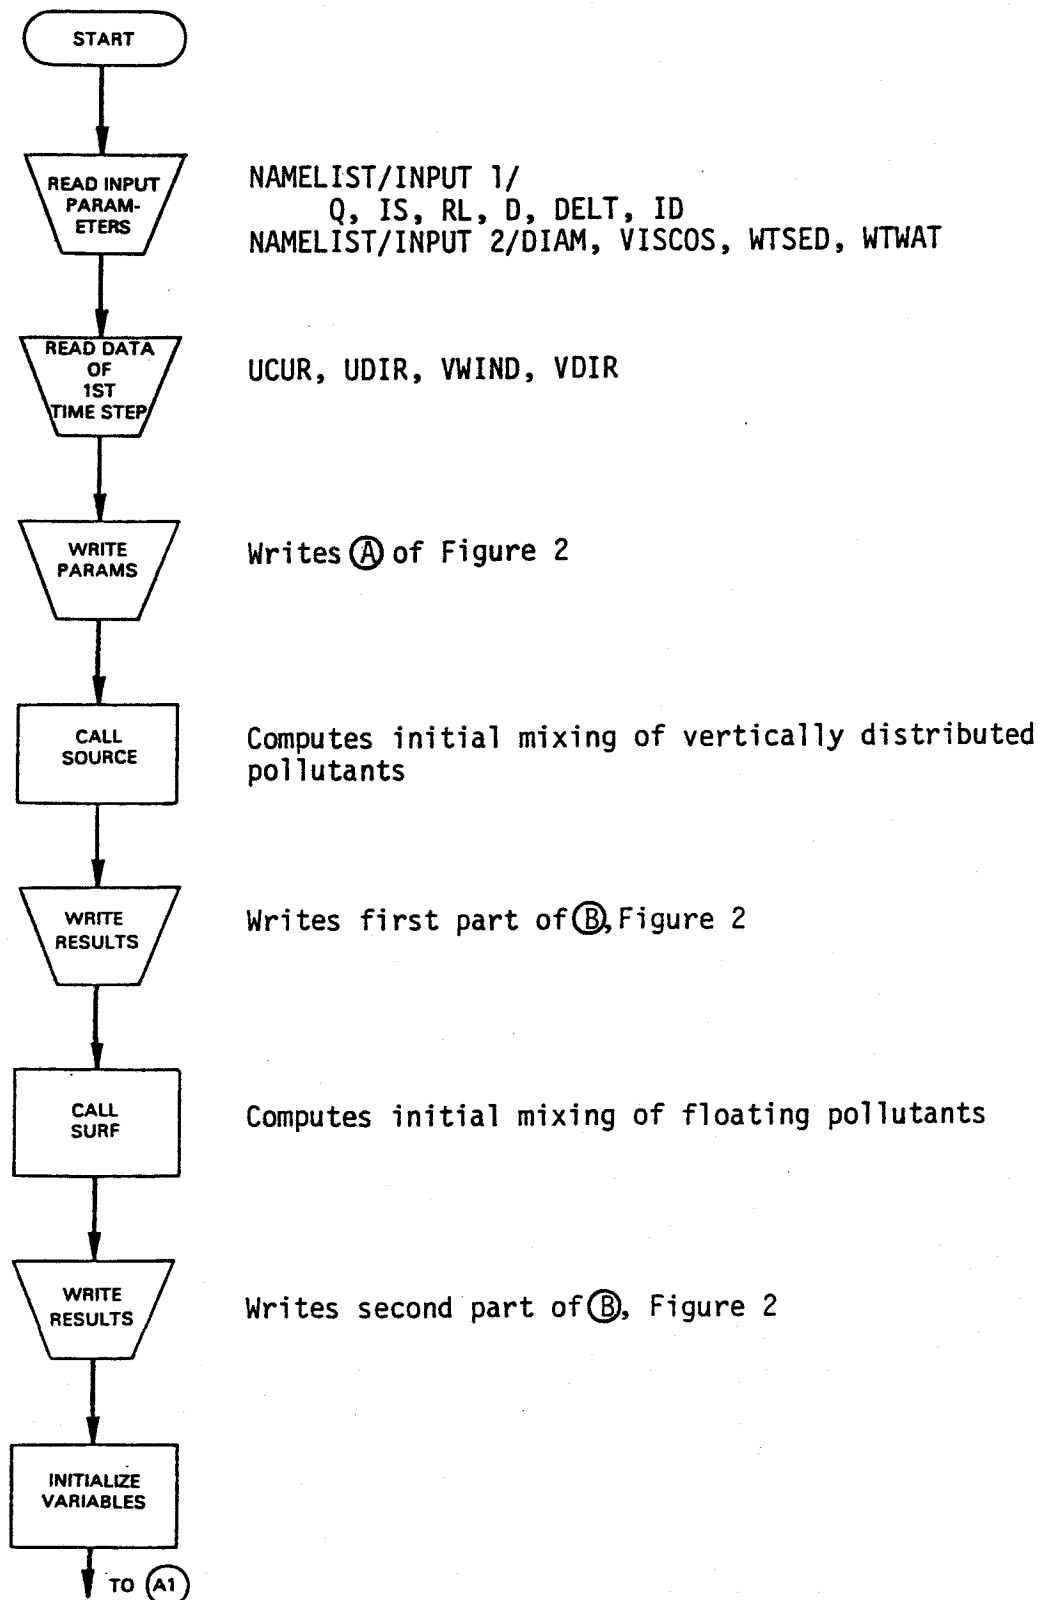 START
READ INPUT
PARAM-
ETERS
NAMELIST/INPUT 1/
Q, IS, RL, D, DELT, ID
NAMELIST/INPUT 2/DIAM, VISCOS, WTSED, WTWAT
READ DATA
OF
1ST
TIME STEP
UCUR, UDIR, VWIND, VDIR
WRITE
PARAMS
Writes Ⓐ of Figure 2
CALL
SOURCE
Computes initial mixing of vertically distributed
pollutants
WRITE
RESULTS
Writes first part of Ⓑ, Figure 2
CALL
SURF
Computes initial mixing of floating pollutants
WRITE
RESULTS
Writes second part of Ⓑ, Figure 2
INITIALIZE
VARIABLES
TO A1